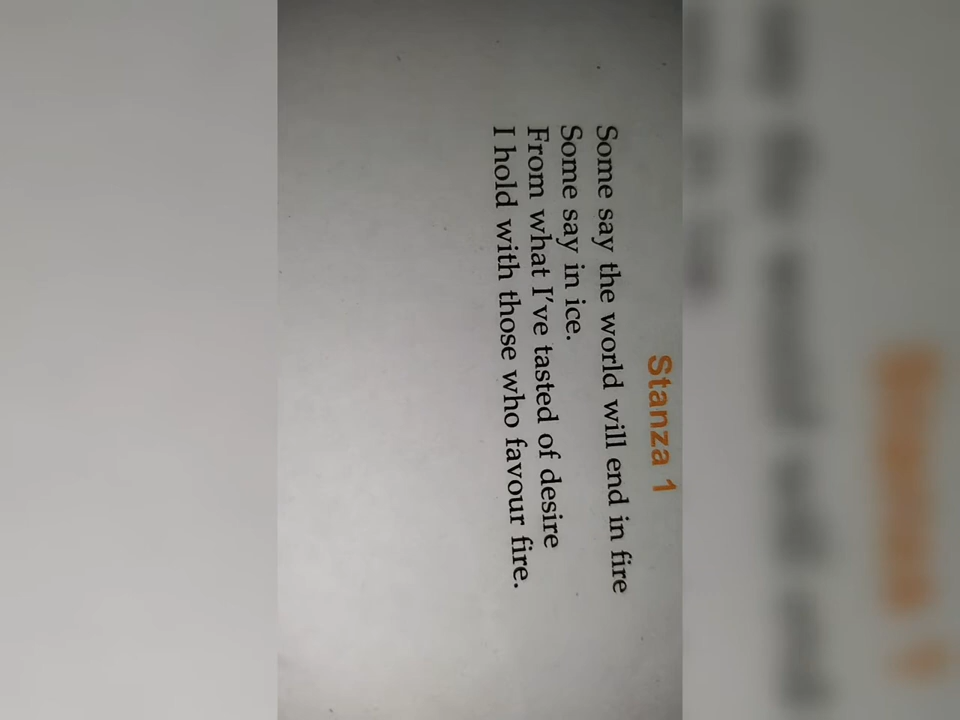 Stanza 1
Some say the world will end in fire
Some say in ice.
From what I've tasted of desire
I hold with those who favour fire.